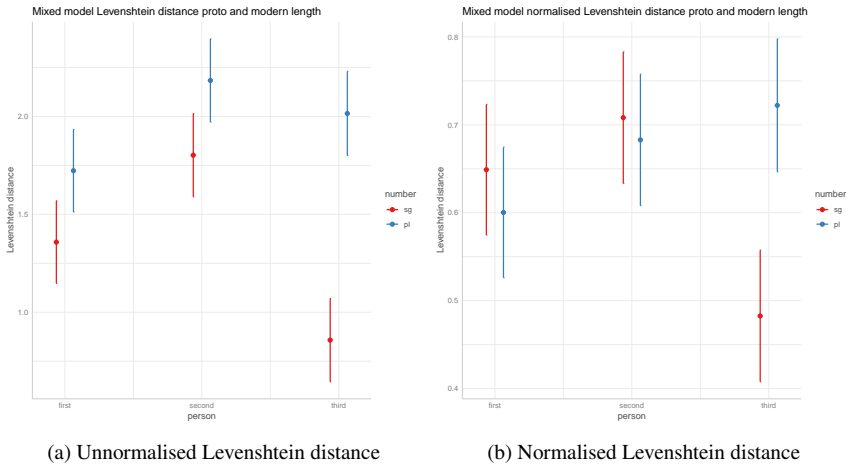 Mixed model Levenshtein distance proto and modern length
2.0
1.5
1.0
Levenshtein distance
first second third
person
number
sg
pl
(a) Unnormalised Levenshtein distance
Mixed model normalised Levenshtein distance proto and modern length
0.8
0.7
0.6
0.5
0.4
Levenshtein distance
first second third
person
number
sg
pl
(b) Normalised Levenshtein distance